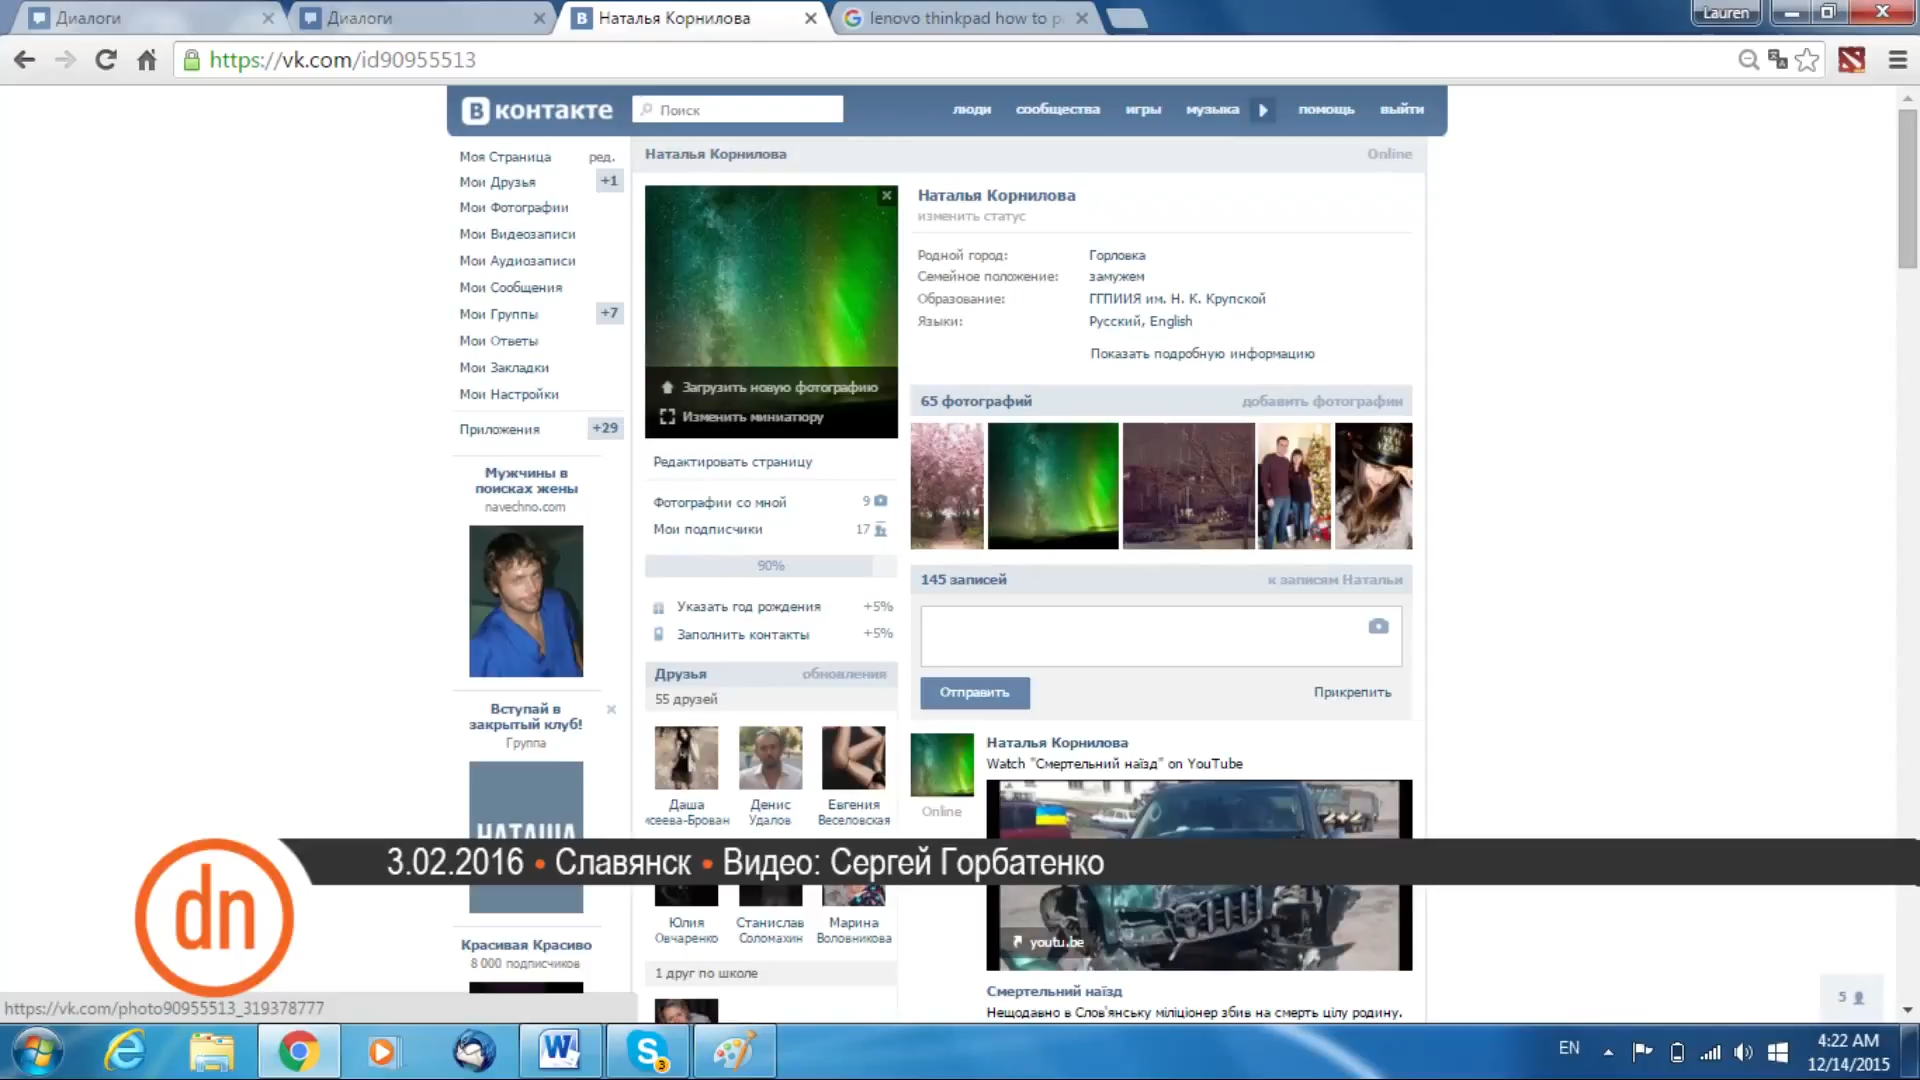 Диалоги
Диалоги
Наталья Корнилова
lenovo thinkpad how to p
Lauren
https://vk.com/id90955513
В контакте
Поиск
люди
сообщества
игры
музыка
помощь
выйти
Моя Страница
ред.
Мои Друзья
+1
Мои Фотографии
Мои Видеозаписи
Мои Аудиозаписи
Мои Сообщения
Мои Группы
+7
Мои Ответы
Мои Закладки
Мои Настройки
Приложения
+29
Мужчины в
поисках жены
navechno.com
Вступай в
закрытый клуб!
Группа
НАТАША
Красивая Красиво
8 000 подписчиков
Наталья Корнилова
Online
Загрузить новую фотографию
Изменить миниатюру
Редактировать страницу
Фотографии со мной
9
Мои подписчики
17
90%
Указать год рождения
+5%
Заполнить контакты
+5%
Друзья
обновления
55 друзей
Даша
исеева-Брован
Денис
Удалов
Евгения
Веселовская
Юлия
Овчаренко
Станислав
Соломахин
Марина
Воловникова
1 друг по школе
Наталья Корнилова
изменить статус
Родной город:
Горловка
Семейное положение:
замужем
Образование:
ГГПИИЯ им. Н. К. Крупской
Языки:
Русский, English
Показать подробную информацию
65 фотографий
добавить фотографии
145 записей
к записям Натальи
Отправить
Прикрепить
Наталья Корнилова
Watch "Смертельний наїзд" on YouTube
Online
youtu.be
Смертельний наїзд
Нещодавно в Слов'янську міліціонер збив на смерть цілу родину.
5
dn
3.02.2016 • Славянск • Видео: Сергей Горбатенко
https://vk.com/photo90955513_319378777
3
EN
4:22 AM
12/14/2015